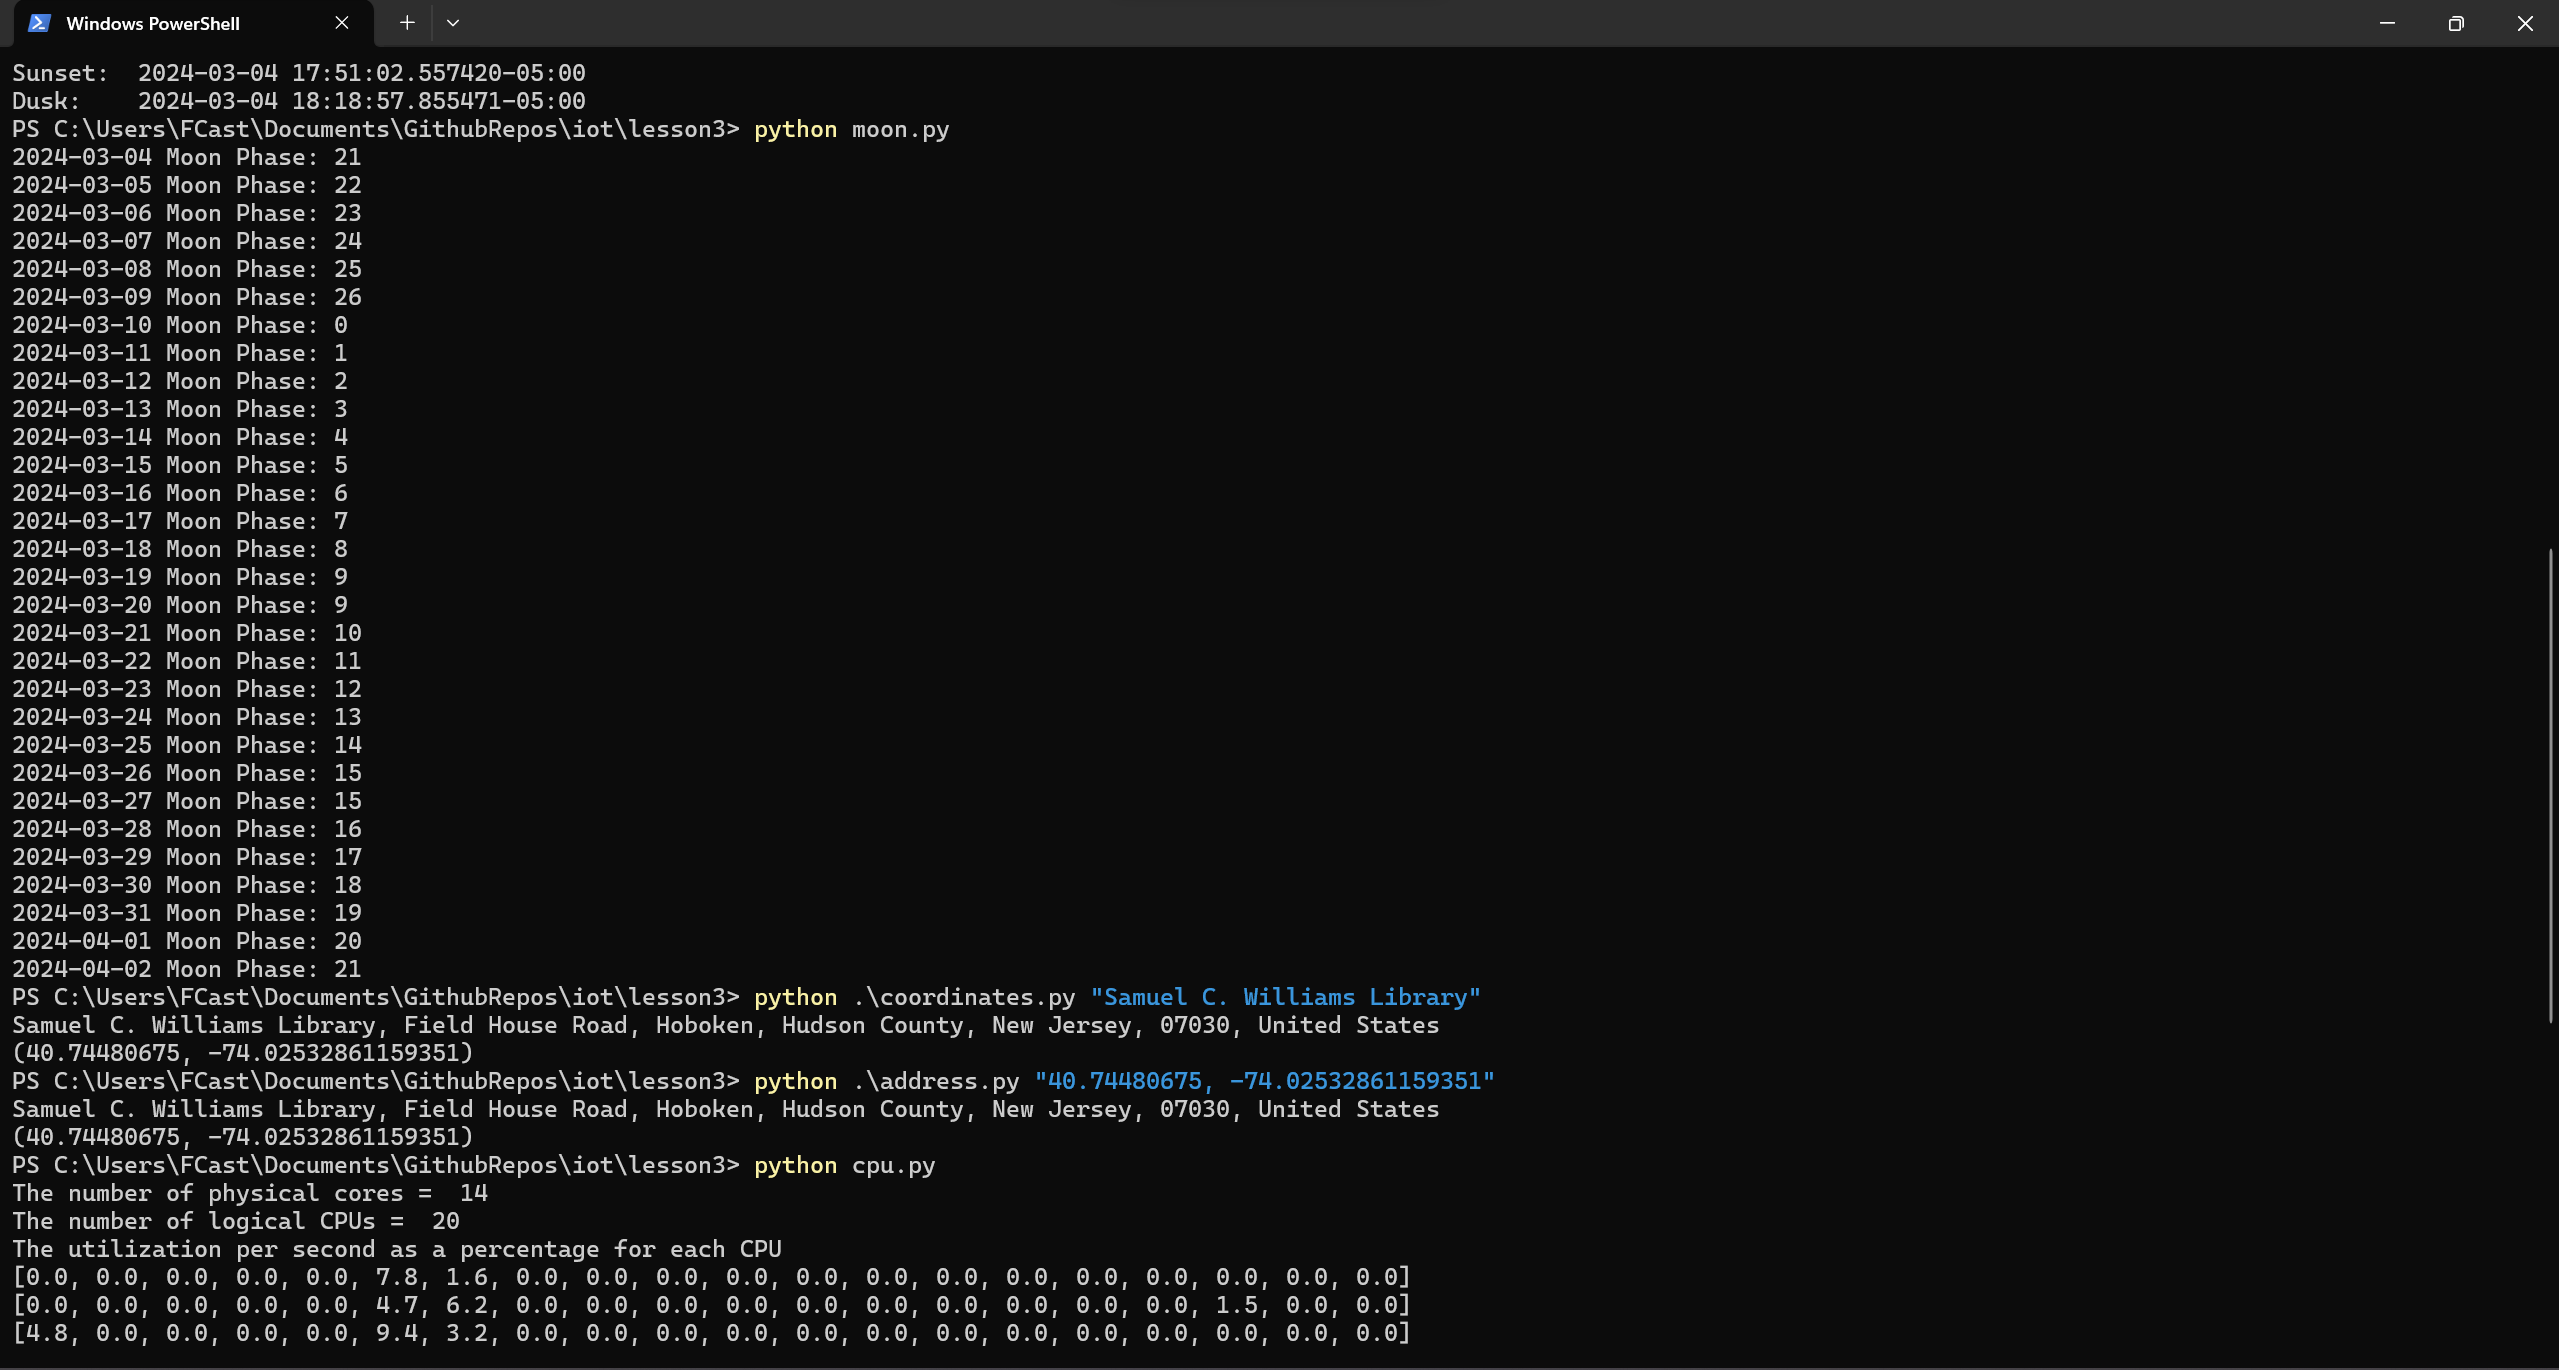 Windows PowerShell
Sunset:  2024-03-04 17:51:02.557420-05:00
Dusk:    2024-03-04 18:18:57.855471-05:00
PS C:\Users\FCast\Documents\GithubRepos\iot\lesson3> python moon.py
2024-03-04 Moon Phase: 21
2024-03-05 Moon Phase: 22
2024-03-06 Moon Phase: 23
2024-03-07 Moon Phase: 24
2024-03-08 Moon Phase: 25
2024-03-09 Moon Phase: 26
2024-03-10 Moon Phase: 0
2024-03-11 Moon Phase: 1
2024-03-12 Moon Phase: 2
2024-03-13 Moon Phase: 3
2024-03-14 Moon Phase: 4
2024-03-15 Moon Phase: 5
2024-03-16 Moon Phase: 6
2024-03-17 Moon Phase: 7
2024-03-18 Moon Phase: 8
2024-03-19 Moon Phase: 9
2024-03-20 Moon Phase: 9
2024-03-21 Moon Phase: 10
2024-03-22 Moon Phase: 11
2024-03-23 Moon Phase: 12
2024-03-24 Moon Phase: 13
2024-03-25 Moon Phase: 14
2024-03-26 Moon Phase: 15
2024-03-27 Moon Phase: 15
2024-03-28 Moon Phase: 16
2024-03-29 Moon Phase: 17
2024-03-30 Moon Phase: 18
2024-03-31 Moon Phase: 19
2024-04-01 Moon Phase: 20
2024-04-02 Moon Phase: 21
PS C:\Users\FCast\Documents\GithubRepos\iot\lesson3> python .\coordinates.py "Samuel C. Williams Library"
Samuel C. Williams Library, Field House Road, Hoboken, Hudson County, New Jersey, 07030, United States
(40.74480675, -74.02532861159351)
PS C:\Users\FCast\Documents\GithubRepos\iot\lesson3> python .\address.py "40.74480675, -74.02532861159351"
Samuel C. Williams Library, Field House Road, Hoboken, Hudson County, New Jersey, 07030, United States
(40.74480675, -74.02532861159351)
PS C:\Users\FCast\Documents\GithubRepos\iot\lesson3> python cpu.py
The number of physical cores =  14
The number of logical CPUs =  20
The utilization per second as a percentage for each CPU
[0.0, 0.0, 0.0, 0.0, 0.0, 7.8, 1.6, 0.0, 0.0, 0.0, 0.0, 0.0, 0.0, 0.0, 0.0, 0.0, 0.0, 0.0, 0.0, 0.0]
[0.0, 0.0, 0.0, 0.0, 0.0, 4.7, 6.2, 0.0, 0.0, 0.0, 0.0, 0.0, 0.0, 0.0, 0.0, 0.0, 0.0, 1.5, 0.0, 0.0]
[4.8, 0.0, 0.0, 0.0, 0.0, 9.4, 3.2, 0.0, 0.0, 0.0, 0.0, 0.0, 0.0, 0.0, 0.0, 0.0, 0.0, 0.0, 0.0, 0.0]